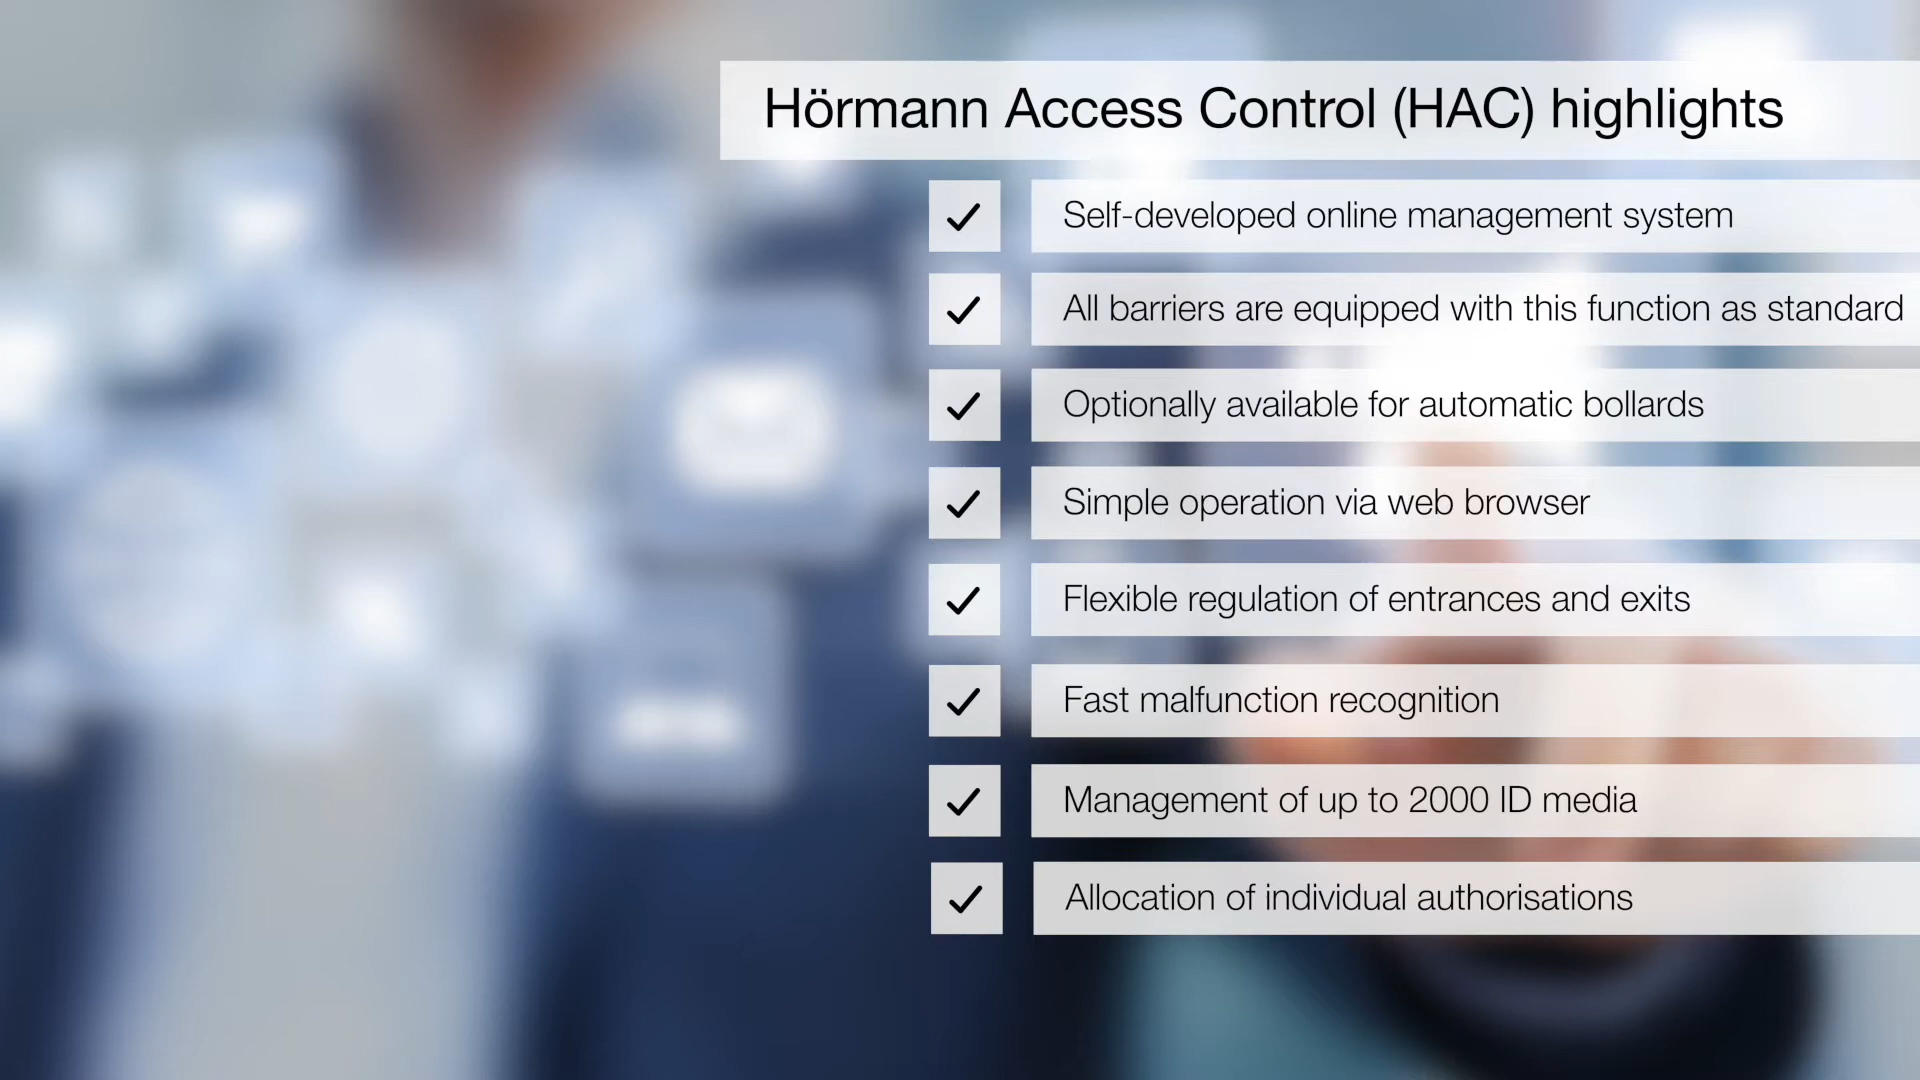 Hörmann Access Control (HAC) highlights
Self-developed online management system
All barriers are equipped with this function as standard
Optionally available for automatic bollards
Simple operation via web browser
Flexible regulation of entrances and exits
Fast malfunction recognition
Management of up to 2000 ID media
Allocation of individual authorisations